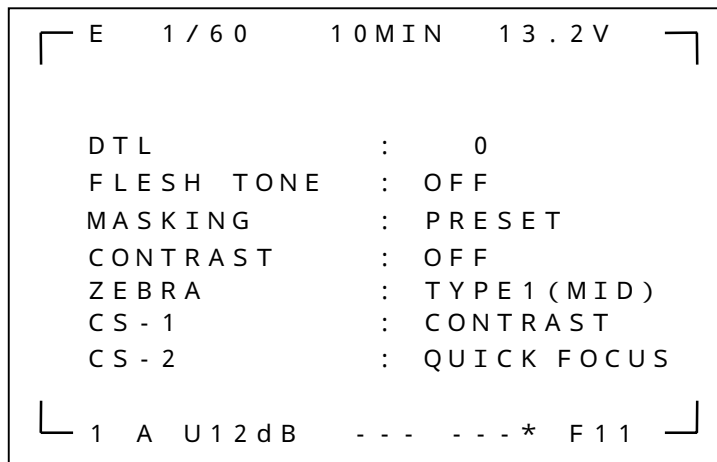 E 1/60 10MIN 13.2V
DTL : 0
FLESH TONE : OFF
MASKING : PRESET
CONTRAST : OFF
ZEBRA : TYPE1(MID)
CS-1 : CONTRAST
CS-2 : QUICK FOCUS
1 A U12dB --- ---* F11